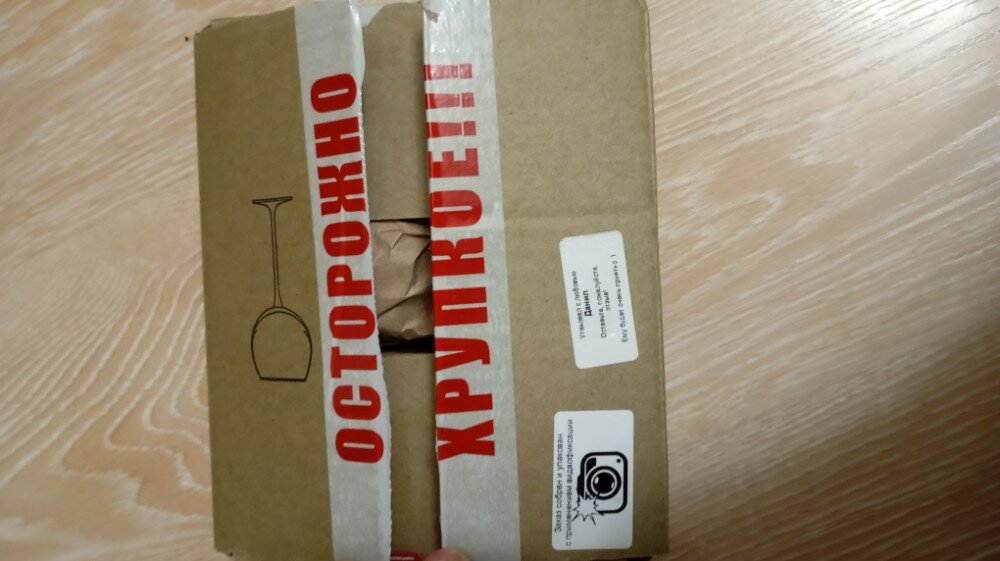 ОСТОРОЖНО
ХРУПКОЕ!!!
Упаковал с любовью
Данил
Оставьте, пожалуйста,
отзыв!
Ему будет очень приятно :)
Заказ собран и упакован
с применением видеофиксации